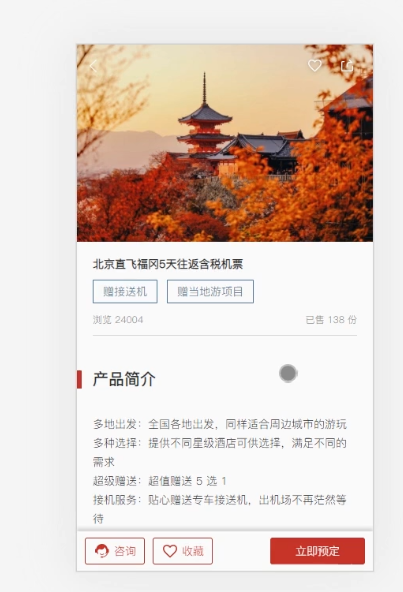 北京直飞福冈5天往返含税机票
赠接送机 赠当地游项目
浏览 24004 已售 138 份
产品简介
多地出发：全国各地出发，同样适合周边城市的游玩
多种选择：提供不同星级酒店可供选择，满足不同的
需求
超级赠送：超值赠送 5 选 1
接机服务：贴心赠送专车接送机，出机场不再茫然等
待
咨询 收藏 立即预定